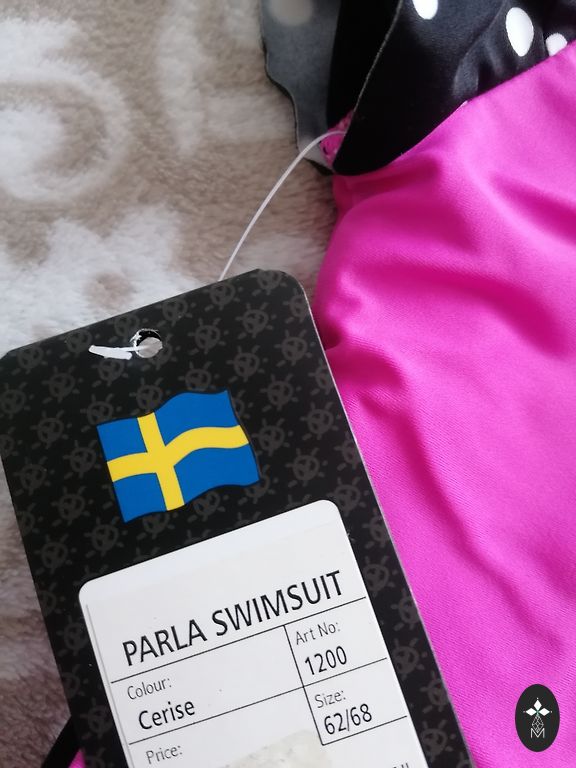 PARLA SWIMSUIT
Colour:
Cerise
Art No:
1200
Size:
62/68
Price: